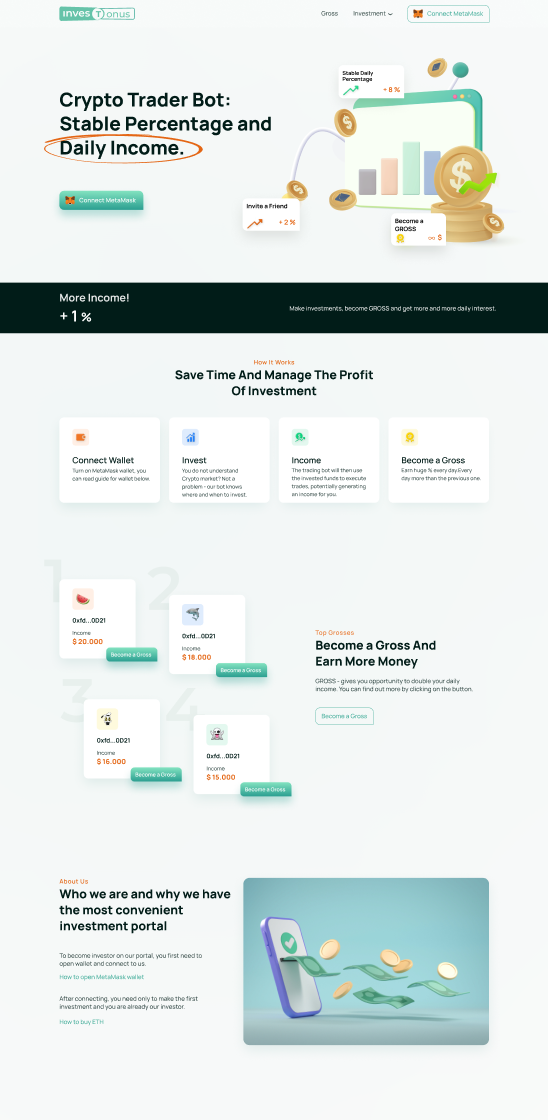 InvesTonus
Gross
Investment
Connect MetaMask
Crypto Trader Bot:
Stable Percentage and
Daily Income.
Connect MetaMask
Stable Daily
Percentage
+ 8 %
Invite a Friend
+ 2 %
Become a
GROSS
∞ $
More Income!
+ 1 %
Make investments, become GROSS and get more and more daily interest.
How It Works
Save Time And Manage The Profit
Of Investment
Connect Wallet
Turn on MetaMask wallet, you
can read guide for wallet below.
Invest
You do not understand
Crypto market? Not a
problem - our bot knows
where and when to invest.
Income
The trading bot will then use
the invested funds to execute
trades, potentially generating
an income for you.
Become a Gross
Earn huge % every day.Every
day more than the previous one.
1
0xfd...0D21
Income
$ 20.000
Become a Gross
2
0xfd...0D21
Income
$ 18.000
Become a Gross
3
0xfd...0D21
Income
$ 16.000
Become a Gross
4
0xfd...0D21
Income
$ 15.000
Become a Gross
Top Grosses
Become a Gross And
Earn More Money
GROSS - gives you opportunity to double your daily
income. You can find out more by clicking on the button.
Become a Gross
About Us
Who we are and why we have
the most convenient
investment portal
To become investor on our portal, you first need to
open wallet and connect to us.
How to open MetaMask wallet
After connecting, you need only to make the first
investment and you are already our investor.
How to buy ETH